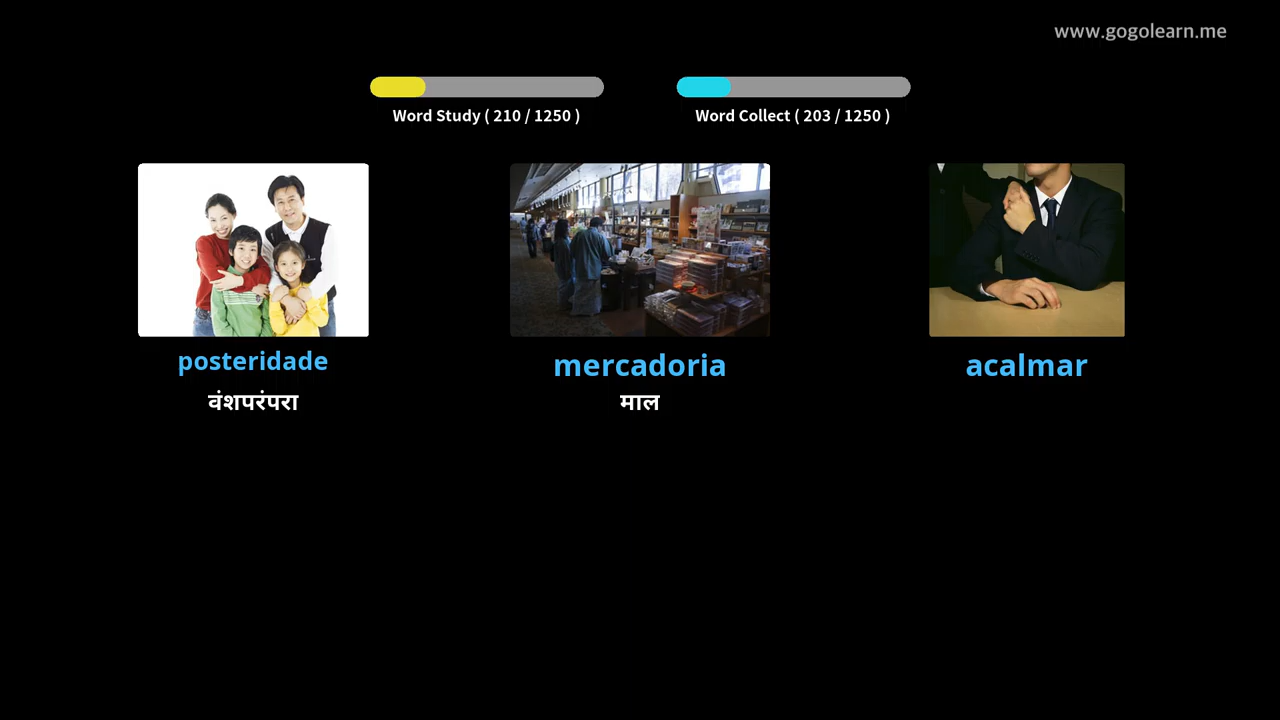 www.gogolearn.me
Word Study ( 210 / 1250 )
Word Collect ( 203 / 1250 )
posteridade
mercadoria
acalmar
वंशपरंपरा
माल